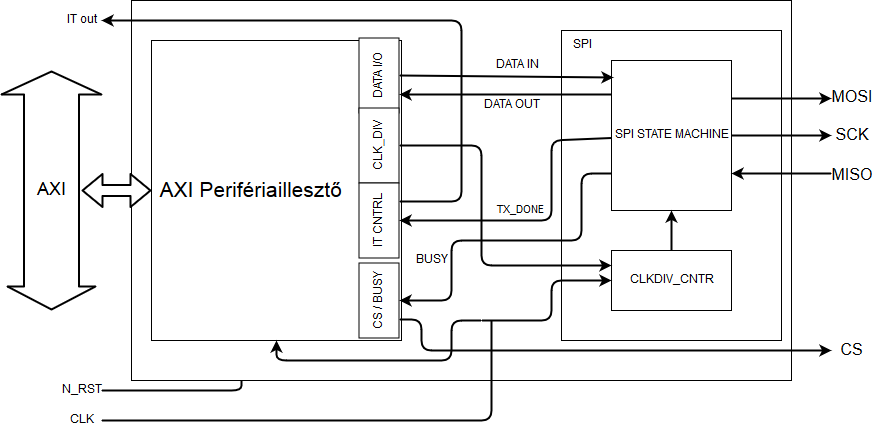 IT out
SPI
DATA I/O
DATA IN
DATA OUT
MOSI
SPI STATE MACHINE
SCK
CLK_DIV
MISO
AXI
AXI Perifériaillesztő
IT CNTRL
TX_DONE
BUSY
CLKDIV_CNTR
CS / BUSY
CS
N_RST
CLK